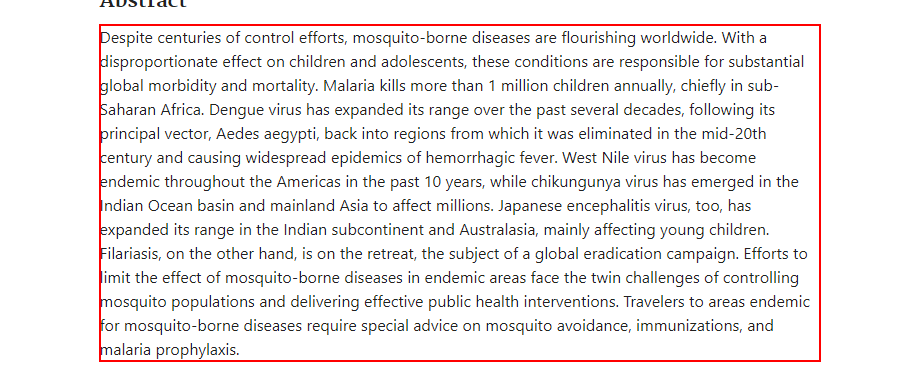 Abstract
Despite centuries of control efforts, mosquito-borne diseases are flourishing worldwide. With a
disproportionate effect on children and adolescents, these conditions are responsible for substantial
global morbidity and mortality. Malaria kills more than 1 million children annually, chiefly in sub-
Saharan Africa. Dengue virus has expanded its range over the past several decades, following its
principal vector, Aedes aegypti, back into regions from which it was eliminated in the mid-20th
century and causing widespread epidemics of hemorrhagic fever. West Nile virus has become
endemic throughout the Americas in the past 10 years, while chikungunya virus has emerged in the
Indian Ocean basin and mainland Asia to affect millions. Japanese encephalitis virus, too, has
expanded its range in the Indian subcontinent and Australasia, mainly affecting young children.
Filariasis, on the other hand, is on the retreat, the subject of a global eradication campaign. Efforts to
limit the effect of mosquito-borne diseases in endemic areas face the twin challenges of controlling
mosquito populations and delivering effective public health interventions. Travelers to areas endemic
for mosquito-borne diseases require special advice on mosquito avoidance, immunizations, and
malaria prophylaxis.